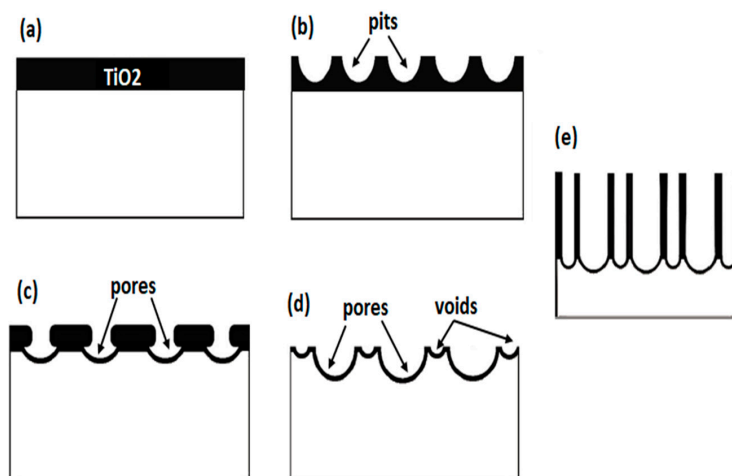 (a)
TiO2
(b)
pits
(c)
pores
(d)
pores
voids
(e)